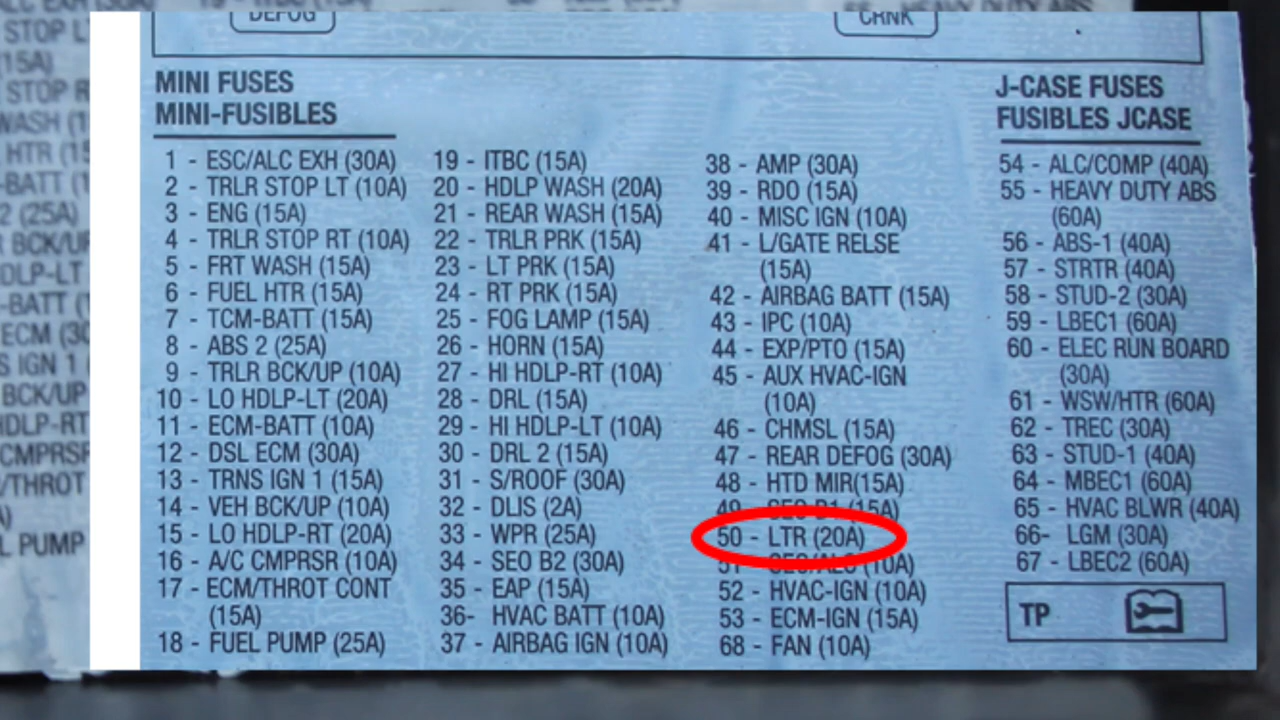 DEFOG
CRNK
MINI FUSES
MINI-FUSIBLES
1 - ESC/ALC EXH (30A)
2 - TRLR STOP LT (10A)
3 - ENG (15A)
4 - TRLR STOP RT (10A)
5 - FRT WASH (15A)
6 - FUEL HTR (15A)
7 - TCM-BATT (15A)
8 - ABS 2 (25A)
9 - TRLR BCK/UP (10A)
10 - LO HDLP-LT (20A)
11 - ECM-BATT (10A)
12 - DSL ECM (30A)
13 - TRNS IGN 1 (15A)
14 - VEH BCK/UP (10A)
15 - LO HDLP-RT (20A)
16 - A/C CMPRSR (10A)
17 - ECM/THROT CONT
(15A)
18 - FUEL PUMP (25A)
19 - ITBC (15A)
20 - HDLP WASH (20A)
21 - REAR WASH (15A)
22 - TRLR PRK (15A)
23 - LT PRK (15A)
24 - RT PRK (15A)
25 - FOG LAMP (15A)
26 - HORN (15A)
27 - HI HDLP-RT (10A)
28 - DRL (15A)
29 - HI HDLP-LT (10A)
30 - DRL 2 (15A)
31 - S/ROOF (30A)
32 - DLIS (2A)
33 - WPR (25A)
34 - SEO B2 (30A)
35 - EAP (15A)
36- HVAC BATT (10A)
37 - AIRBAG IGN (10A)
38 - AMP (30A)
39 - RDO (15A)
40 - MISC IGN (10A)
41 - L/GATE RELSE
(15A)
42 - AIRBAG BATT (15A)
43 - IPC (10A)
44 - EXP/PTO (15A)
45 - AUX HVAC-IGN
(10A)
46 - CHMSL (15A)
47 - REAR DEFOG (30A)
48 - HTD MIR(15A)
49 - SEO B1 (15A)
50 - LTR (20A)
51 - SEO/ALC (10A)
52 - HVAC-IGN (10A)
53 - ECM-IGN (15A)
68 - FAN (10A)
J-CASE FUSES
FUSIBLES JCASE
54 - ALC/COMP (40A)
55 - HEAVY DUTY ABS
(60A)
56 - ABS-1 (40A)
57 - STRTR (40A)
58 - STUD-2 (30A)
59 - LBEC1 (60A)
60 - ELEC RUN BOARD
(30A)
61 - WSW/HTR (60A)
62 - TREC (30A)
63 - STUD-1 (40A)
64 - MBEC1 (60A)
65 - HVAC BLWR (40A)
66- LGM (30A)
67 - LBEC2 (60A)
TP